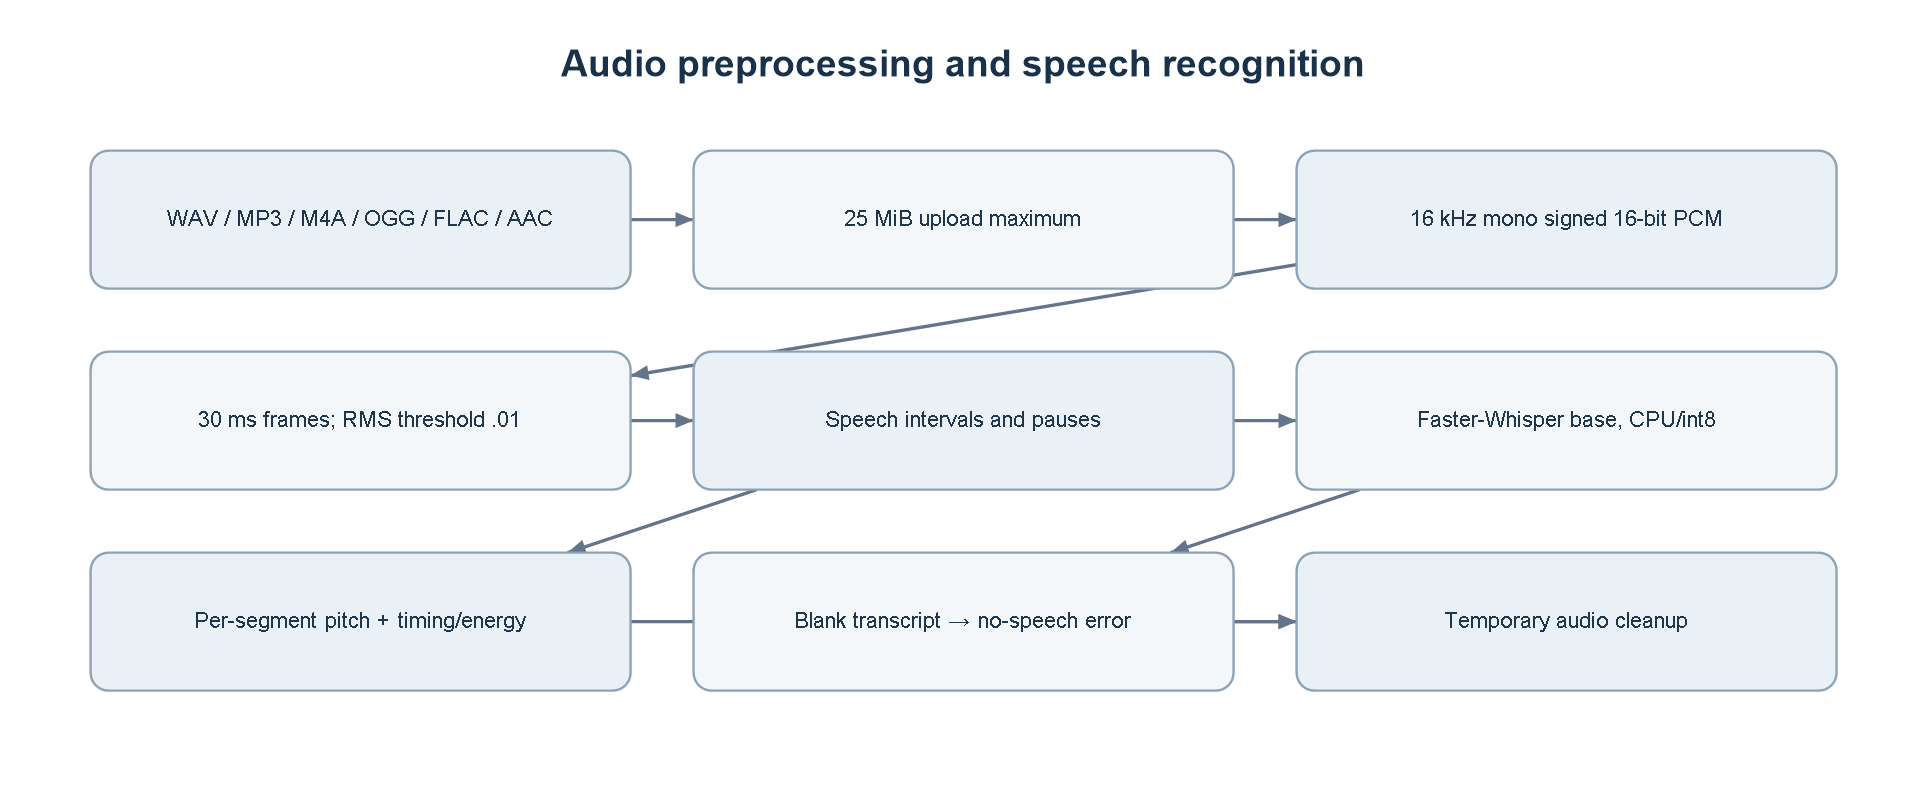 Audio preprocessing and speech recognition
WAV / MP3 / M4A / OGG / FLAC / AAC
25 MiB upload maximum
16 kHz mono signed 16-bit PCM
30 ms frames; RMS threshold .01
Speech intervals and pauses
Faster-Whisper base, CPU/int8
Per-segment pitch + timing/energy
Blank transcript → no-speech error
Temporary audio cleanup